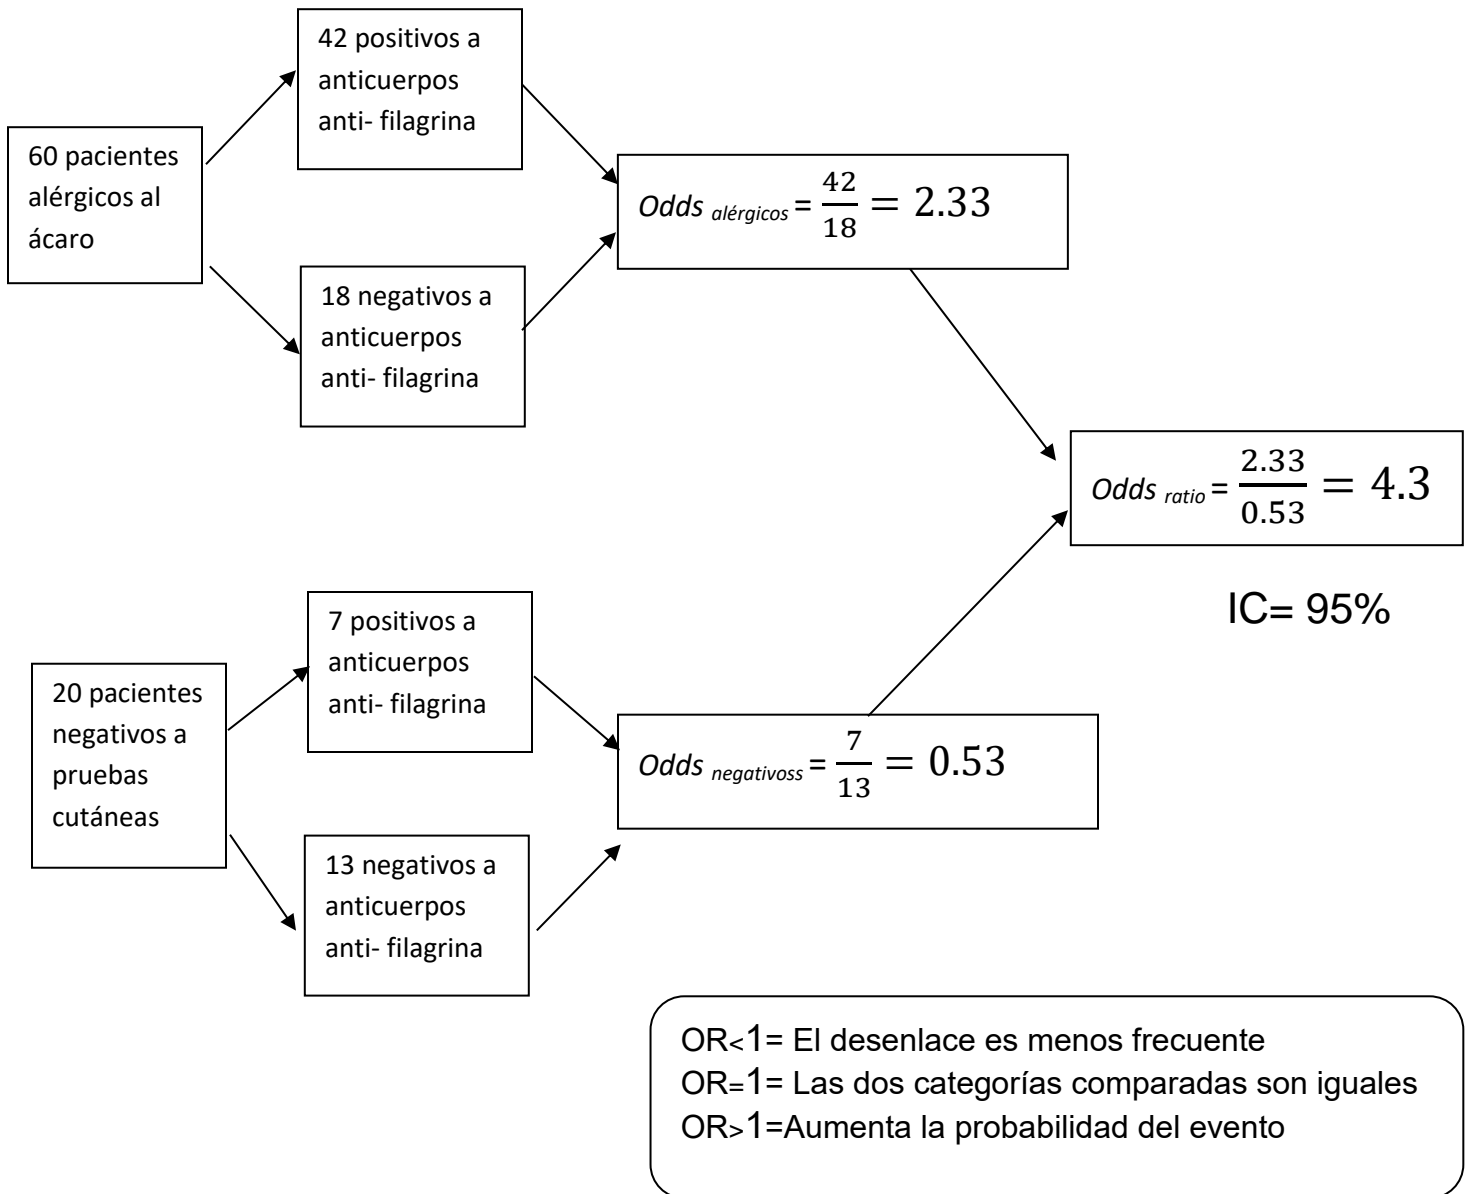 42 positivos a
anticuerpos
anti- filagrina
60 pacientes
alérgicos al
ácaro
Odds alérgicos = 42/18 = 2.33
18 negativos a
anticuerpos
anti- filagrina
Odds ratio = 2.33/0.53 = 4.3
IC= 95%
7 positivos a
anticuerpos
anti- filagrina
20 pacientes
negativos a
pruebas
cutáneas
Odds negativoss = 7/13 = 0.53
13 negativos a
anticuerpos
anti- filagrina
OR<1= El desenlace es menos frecuente
OR=1= Las dos categorías comparadas son iguales
OR>1=Aumenta la probabilidad del evento